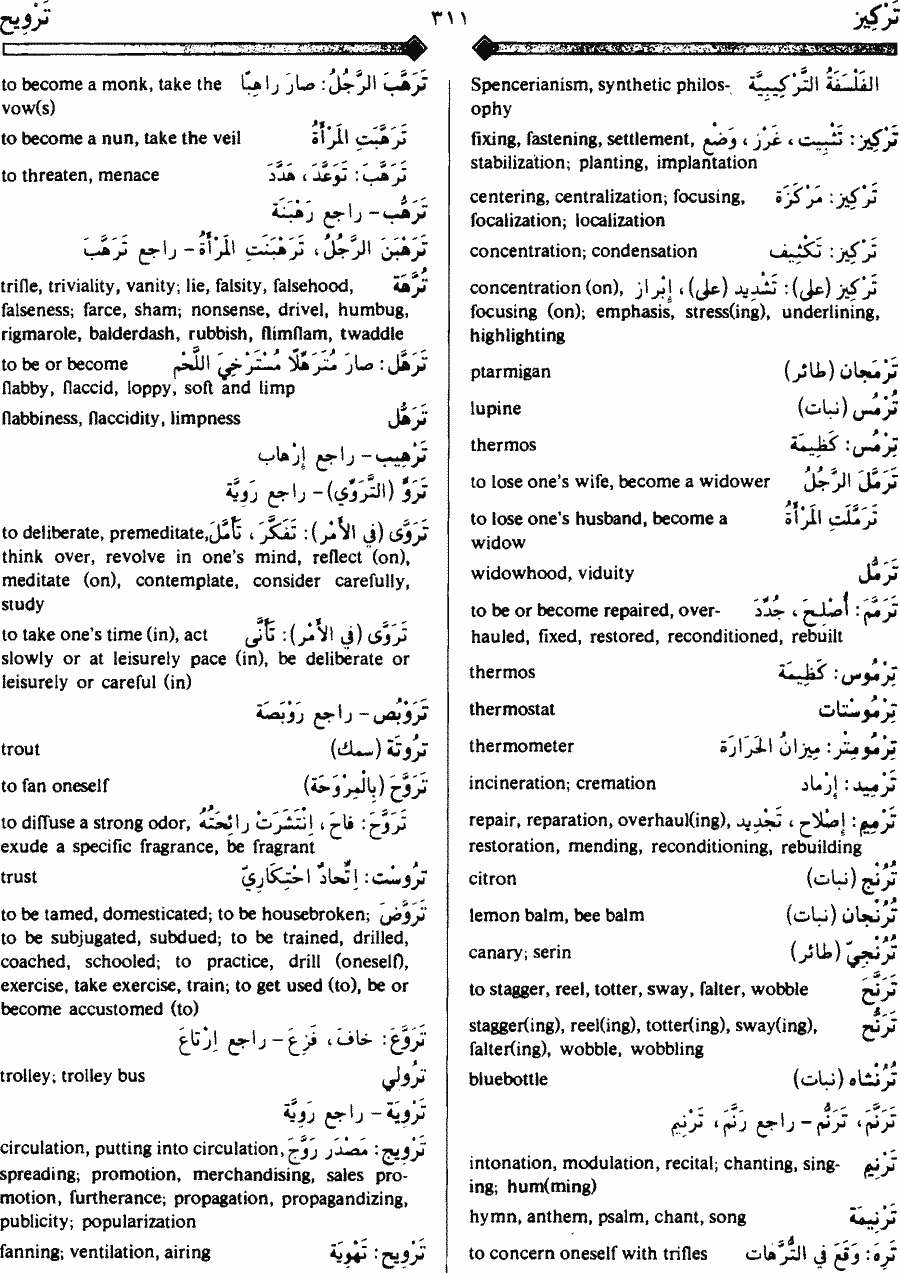 تَرْكِيز ٣١١ تَرْوِيح
الفَلْسَفَةُ التَّرْكِيبِيَّة Spencerianism, synthetic philos-
ophy
تَرْكِيز: تَثْبِيت، غَرْز، وَضْع fixing, fastening, settlement,
stabilization; planting, implantation
تَرْكِيز: مَرْكَزَة centering, centralization; focusing,
focalization; localization
تَرْكِيز: تَكْثِيف concentration; condensation
تَرْكِيز (على): تَشْدِيد (على)، إبْراز concentration (on),
focusing (on); emphasis, stress(ing), underlining,
highlighting
تَرْمَجان (طائر) ptarmigan
تُرْمُس (نبات) lupine
تِرْمُس: كَظِيمَة thermos
تَرَمَّلَ الرَّجُلُ to lose one's wife, become a widower
تَرَمَّلَتِ المَرْأَةُ to lose one's husband, become a
widow
تَرَمُّل widowhood, viduity
تَرَمَّمَ: أُصْلِحَ، جُدِّدَ to be or become repaired, over-
hauled, fixed, restored, reconditioned, rebuilt
تِرْمُوس: كَظِيمَة thermos
تِرْمُوسْتات thermostat
تِرْمُومِتْر: مِيزانُ الحَرَارَة thermometer
تَرْمِيد: إرْماد incineration; cremation
تَرْمِيم: إصْلاح، تَجْدِيد repair, reparation, overhaul(ing),
restoration, mending, reconditioning, rebuilding
تُرُنْج (نبات) citron
تُرُنْجان (نبات) lemon balm, bee balm
تُرُنْجِيّ (طائر) canary; serin
تَرَنَّحَ to stagger, reel, totter, sway, falter, wobble
تَرَنُّح stagger(ing), reel(ing), totter(ing), sway(ing),
falter(ing), wobble, wobbling
تُرُنْشاه (نبات) bluebottle
تَرَنَّمَ، تَرَنُّم - راجع رَنَّمَ، تَرْنِيم
تَرْنِيم intonation, modulation, recital; chanting, sing-
ing; hum(ming)
تَرْنِيمَة hymn, anthem, psalm, chant, song
تَرِهَ: وَقَعَ في التُّرَّهات to concern oneself with trifles
تَرَهَّبَ الرَّجُلُ: صارَ راهِباً to become a monk, take the
vow(s)
تَرَهَّبَتِ المَرْأَةُ to become a nun, take the veil
تَرَهَّبَ: تَوَعَّدَ، هَدَّدَ to threaten, menace
تَرَهُّب - راجع رَهْبَنَة
تَرَهْبَنَ الرَّجُلُ، تَرَهْبَنَتِ المَرْأَةُ - راجع تَرَهَّبَ
تُرَّهَة trifle, triviality, vanity; lie, falsity, falsehood,
falseness; farce, sham; nonsense, drivel, humbug,
rigmarole, balderdash, rubbish, flimflam, twaddle
تَرَهَّلَ: صارَ مُتَرَهِّلاً مُسْتَرْخِيَ اللَّحْم to be or become
flabby, flaccid, loppy, soft and limp
تَرَهُّل flabbiness, flaccidity, limpness
تَرْهِيب - راجع إرْهاب
تَرَوٍّ (التَّرَوِّي) - راجع رَوِيَّة
تَرَوَّى (في الأَمْر): تَفَكَّرَ، تَأَمَّلَ to deliberate, premeditate,
think over, revolve in one's mind, reflect (on),
meditate (on), contemplate, consider carefully,
study
تَرَوَّى (في الأَمْر): تَأَنَّى to take one's time (in), act
slowly or at leisurely pace (in), be deliberate or
leisurely or careful (in)
تَرَوْبُص - راجع رَوْبَصَة
تَرُوتَة (سمك) trout
تَرَوَّحَ (بِالْمِرْوَحَة) to fan oneself
تَرَوَّحَ: فاحَ، انْتَشَرَتْ رائِحَتُهُ to diffuse a strong odor,
exude a specific fragrance, be fragrant
تْرُوسْت: إتِّحادٌ احْتِكارِيّ trust
تَرَوَّضَ to be tamed, domesticated; to be housebroken;
to be subjugated, subdued; to be trained, drilled,
coached, schooled; to practice, drill (oneself),
exercise, take exercise, train; to get used (to), be or
become accustomed (to)
تَرَوَّعَ: خافَ، فَزِعَ - راجع إرْتاعَ
تْرُولي trolley; trolley bus
تَرْوِيَة - راجع رَوِيَّة
تَرْوِيج: مَصْدَر رَوَّجَ circulation, putting into circulation,
spreading; promotion, merchandising, sales pro-
motion, furtherance; propagation, propagandizing,
publicity; popularization
تَرْوِيح: تَهْوِيَة fanning; ventilation, airing